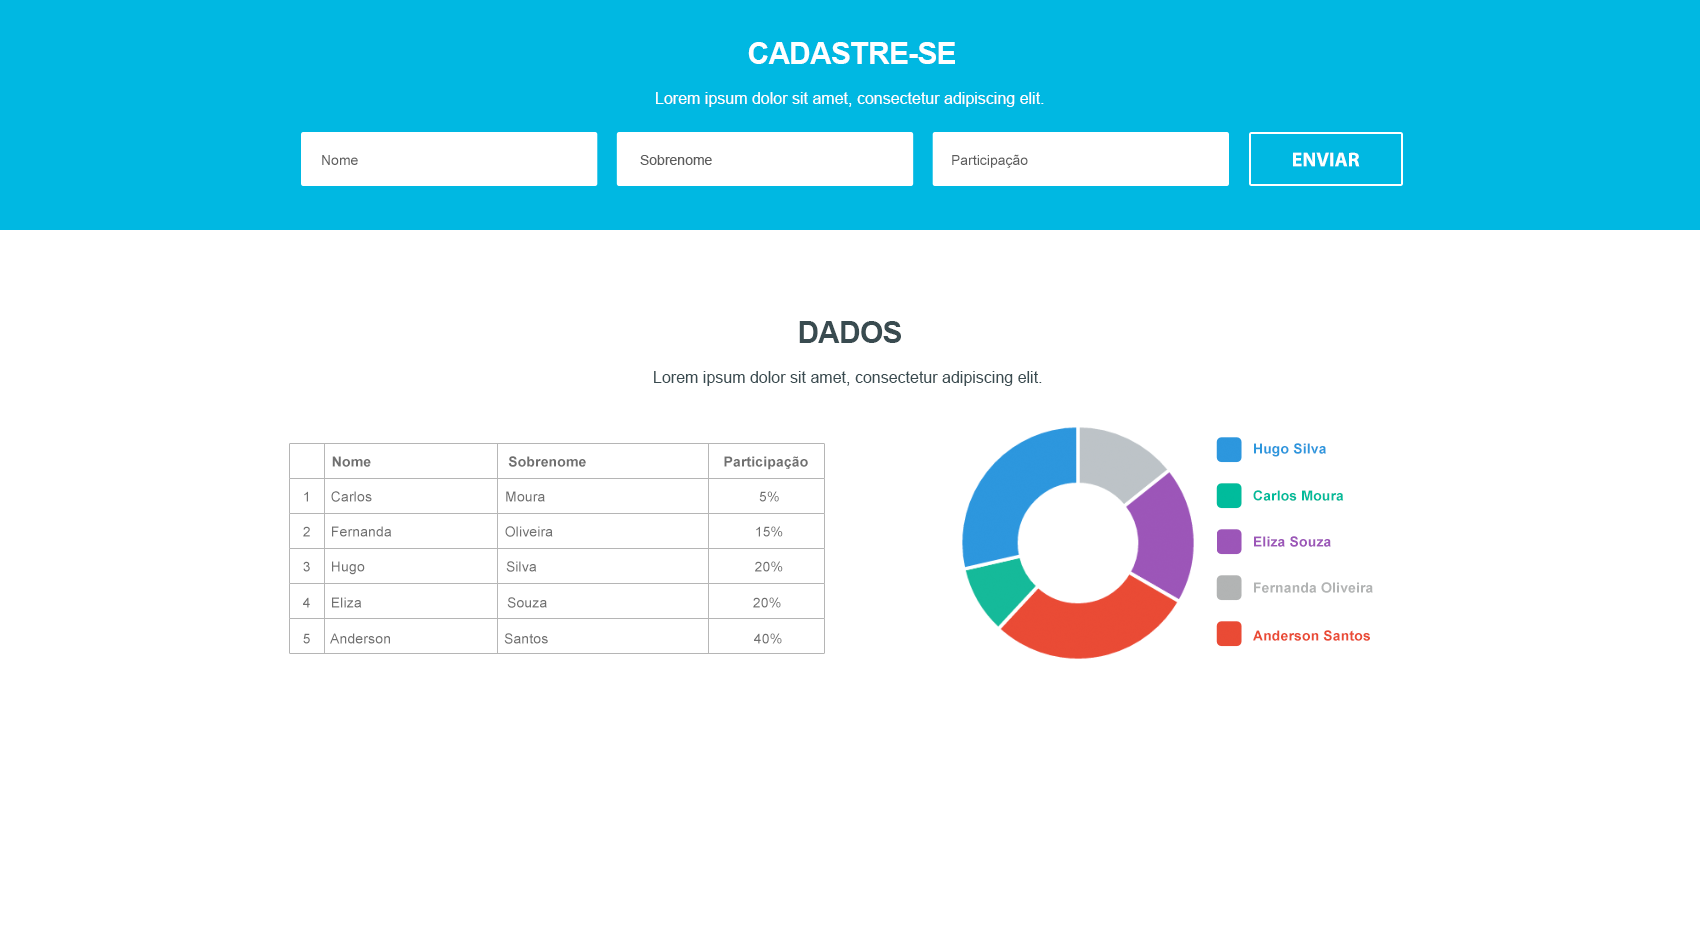 CADASTRE-SE
Lorem ipsum dolor sit amet, consectetur adipiscing elit.
Nome Sobrenome Participação ENVIAR
DADOS
Lorem ipsum dolor sit amet, consectetur adipiscing elit.
Nome Sobrenome Participação
1 Carlos Moura 5%
2 Fernanda Oliveira 15%
3 Hugo Silva 20%
4 Eliza Souza 20%
5 Anderson Santos 40%
Hugo Silva
Carlos Moura
Eliza Souza
Fernanda Oliveira
Anderson Santos